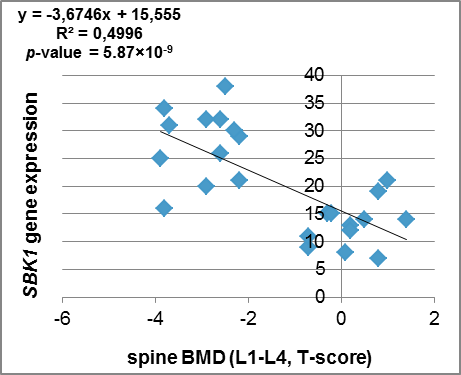 y = -3,6746x + 15,555
R² = 0,4996
p-value = 5.87×10⁻⁹
40
35
30
25
20
15
10
5
0
-6 -4 -2 0 2
SBK1 gene expression
spine BMD (L1-L4, T-score)